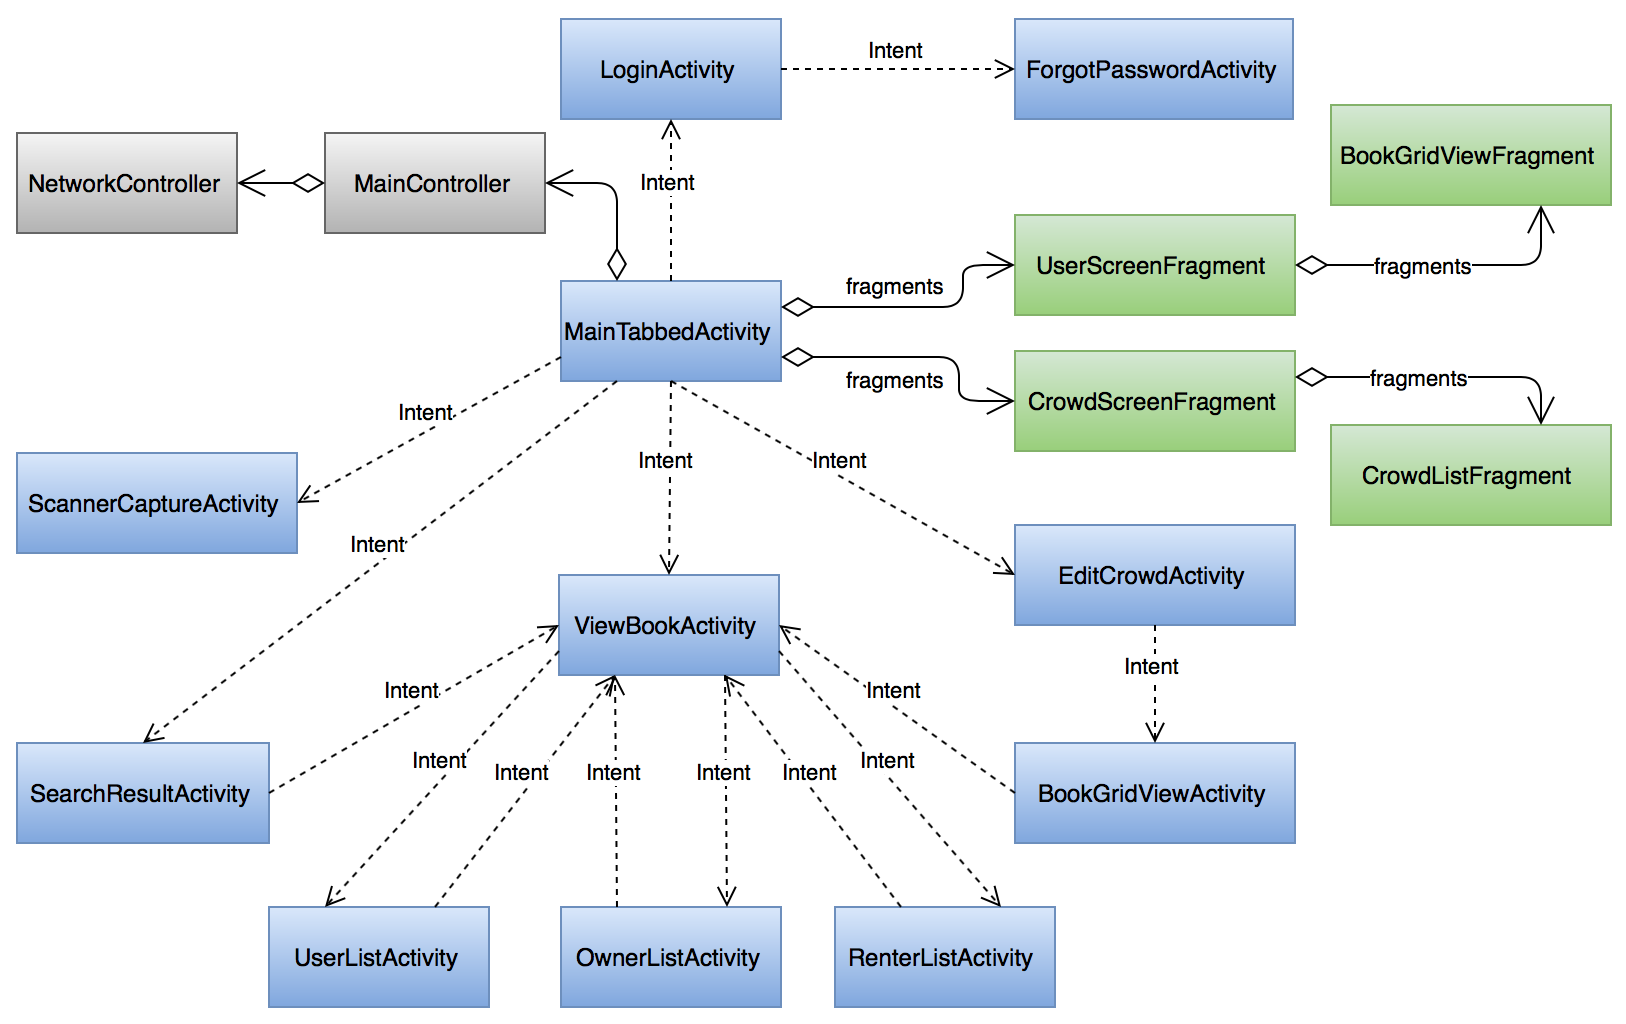 Intent
LoginActivity
ForgotPasswordActivity
BookGridViewFragment
NetworkController
MainController
Intent
UserScreenFragment
fragments
fragments
MainTabbedActivity
fragments
CrowdScreenFragment
fragments
Intent
Intent
Intent
CrowdListFragment
ScannerCaptureActivity
Intent
EditCrowdActivity
ViewBookActivity
Intent
Intent
Intent
Intent
Intent
Intent
Intent
Intent
Intent
Intent
SearchResultActivity
BookGridViewActivity
UserListActivity
OwnerListActivity
RenterListActivity